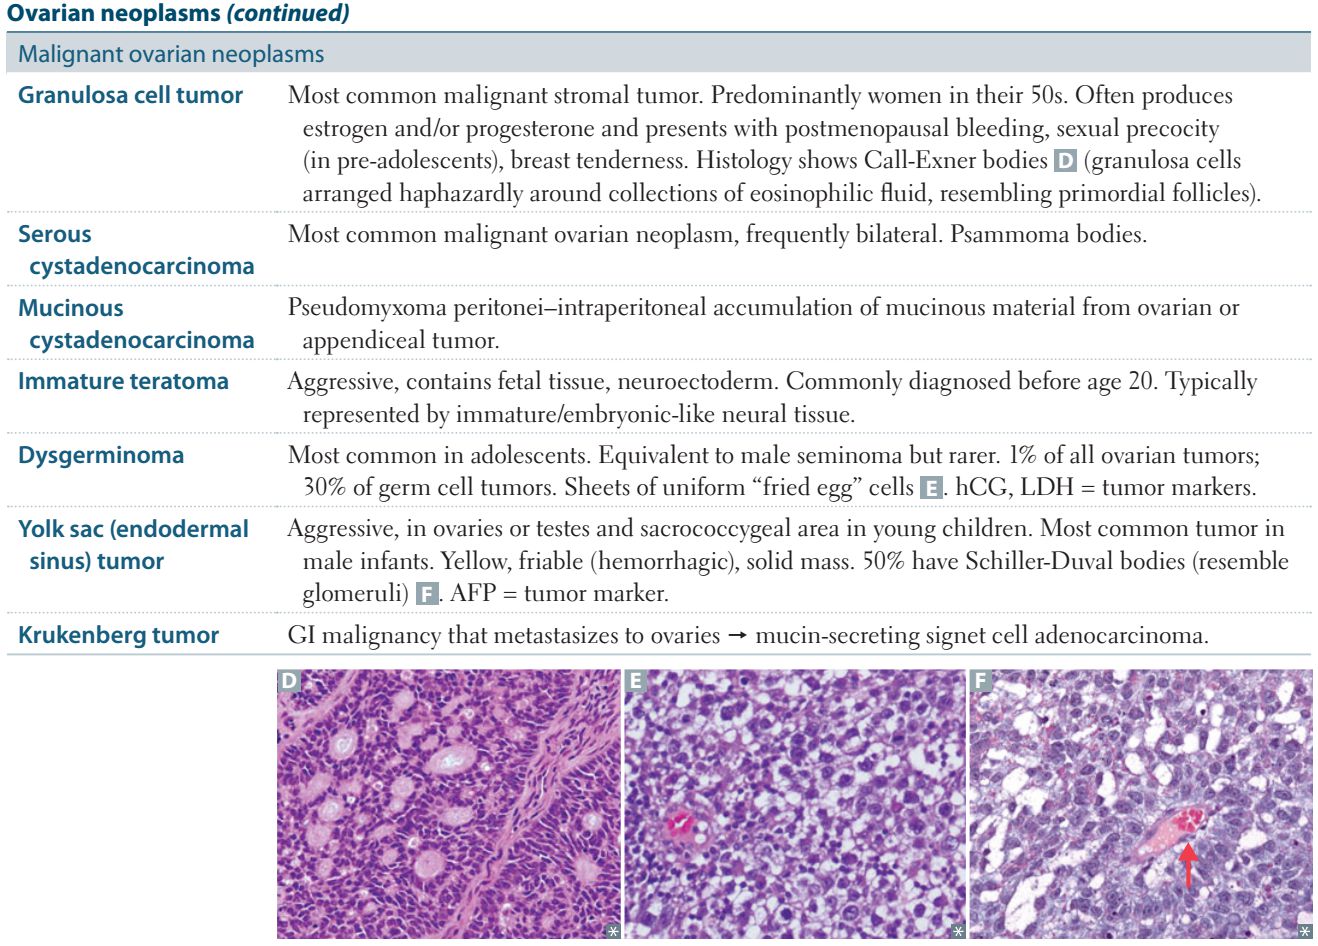 Ovarian neoplasms (continued)
Malignant ovarian neoplasms
Granulosa cell tumor
Most common malignant stromal tumor. Predominantly women in their 50s. Often produces
estrogen and/or progesterone and presents with postmenopausal bleeding, sexual precocity
(in pre-adolescents), breast tenderness. Histology shows Call-Exner bodies D (granulosa cells
arranged haphazardly around collections of eosinophilic fluid, resembling primordial follicles).
Serous
cystadenocarcinoma
Most common malignant ovarian neoplasm, frequently bilateral. Psammoma bodies.
Mucinous
cystadenocarcinoma
Pseudomyxoma peritonei–intraperitoneal accumulation of mucinous material from ovarian or
appendiceal tumor.
Immature teratoma
Aggressive, contains fetal tissue, neuroectoderm. Commonly diagnosed before age 20. Typically
represented by immature/embryonic-like neural tissue.
Dysgerminoma
Most common in adolescents. Equivalent to male seminoma but rarer. 1% of all ovarian tumors;
30% of germ cell tumors. Sheets of uniform “fried egg” cells E. hCG, LDH = tumor markers.
Yolk sac (endodermal
sinus) tumor
Aggressive, in ovaries or testes and sacrococcygeal area in young children. Most common tumor in
male infants. Yellow, friable (hemorrhagic), solid mass. 50% have Schiller-Duval bodies (resemble
glomeruli) F. AFP = tumor marker.
Krukenberg tumor
GI malignancy that metastasizes to ovaries → mucin-secreting signet cell adenocarcinoma.
D
E
F